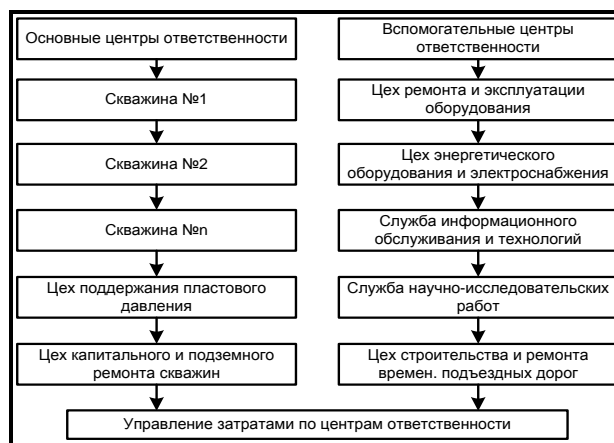 Основные центры ответственности
Скважина №1
Скважина №2
Скважина №n
Цех поддержания пластового
давления
Цех капитального и подземного
ремонта скважин
Вспомогательные центры
ответственности
Цех ремонта и эксплуатации
оборудования
Цех энергетического
оборудования и электроснабжения
Служба информационного
обслуживания и технологий
Служба научно-исследовательских
работ
Цех строительства и ремонта
времен. подъездных дорог
Управление затратами по центрам ответственности